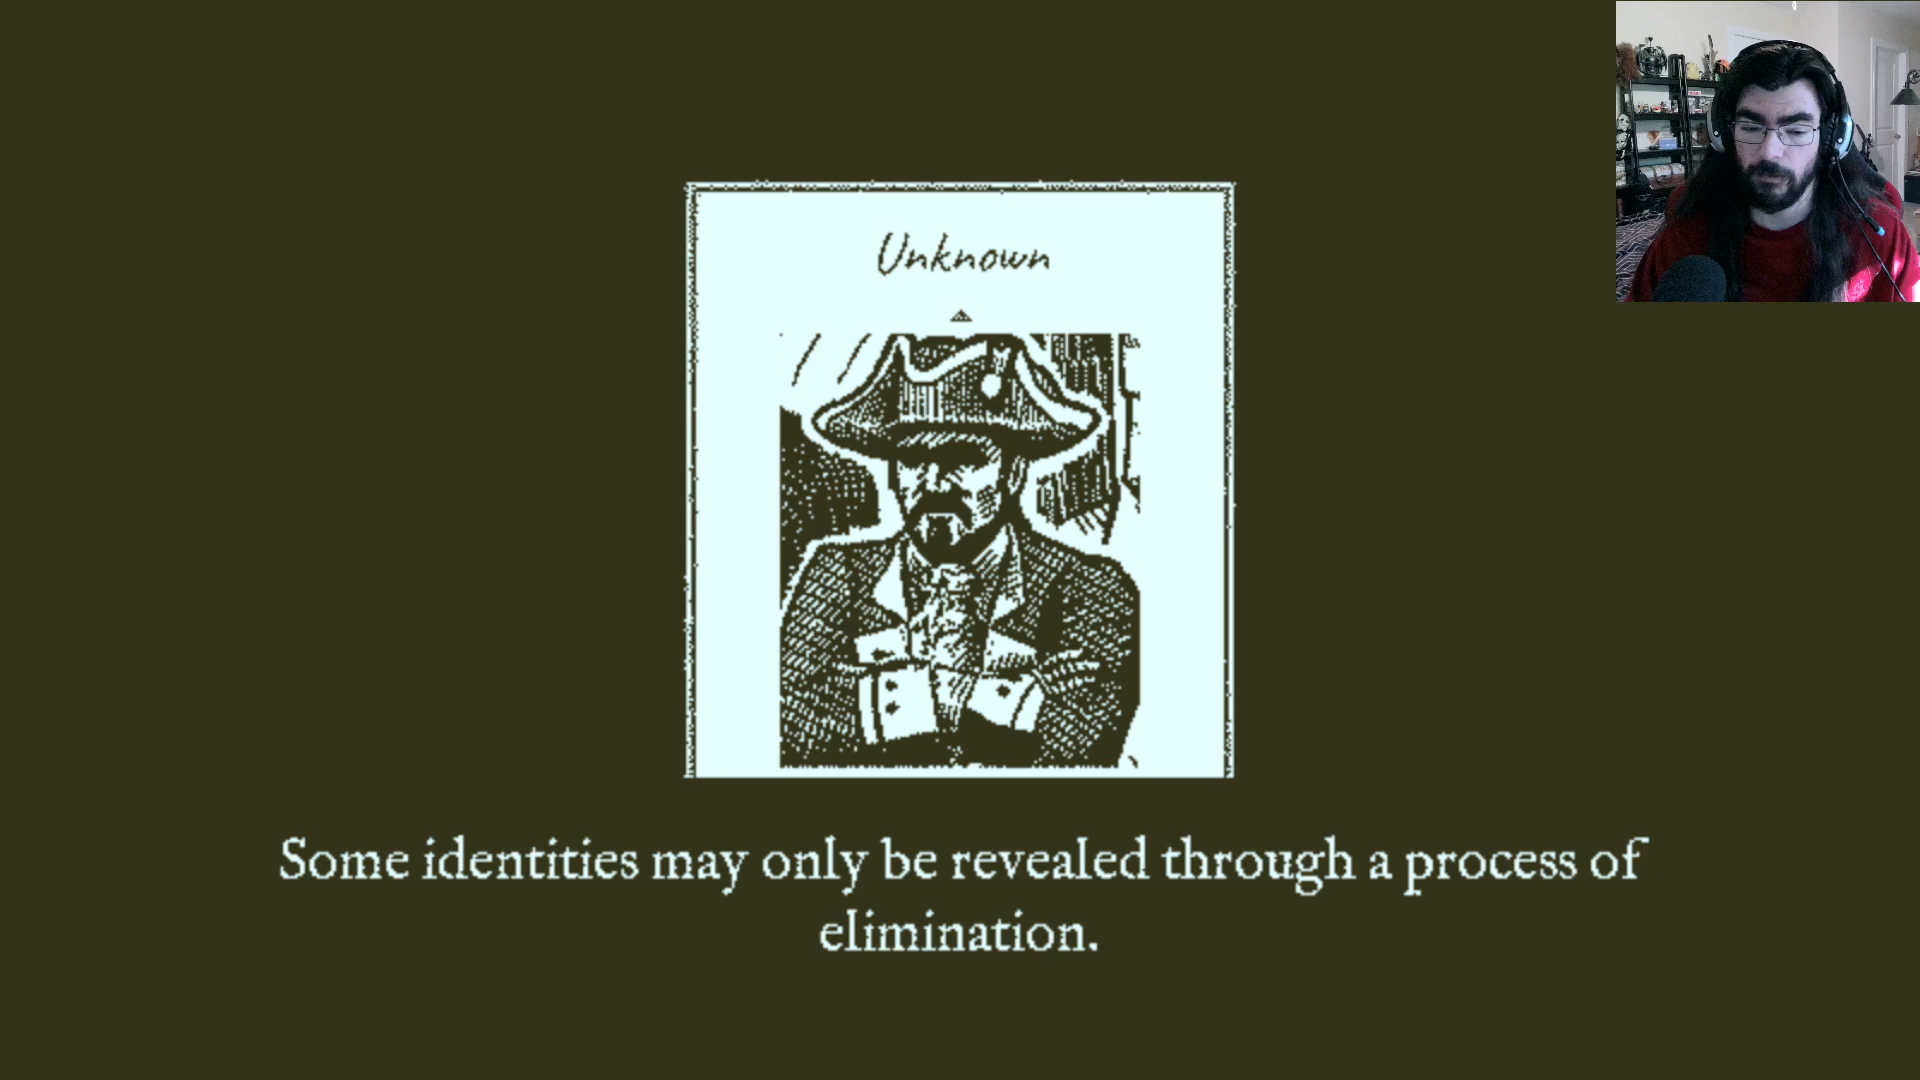 Unknown
Some identities may only be revealed through a process of
elimination.